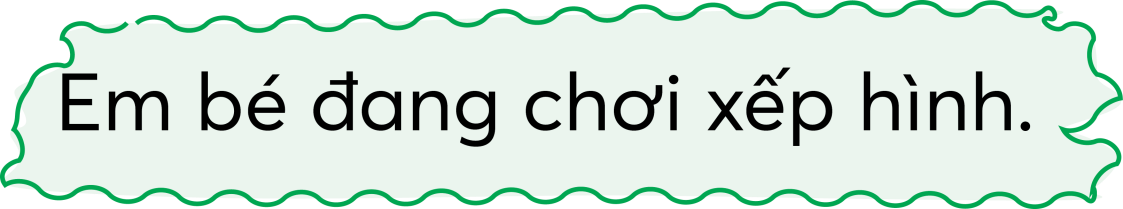 Em bé đang chơi xếp hình.